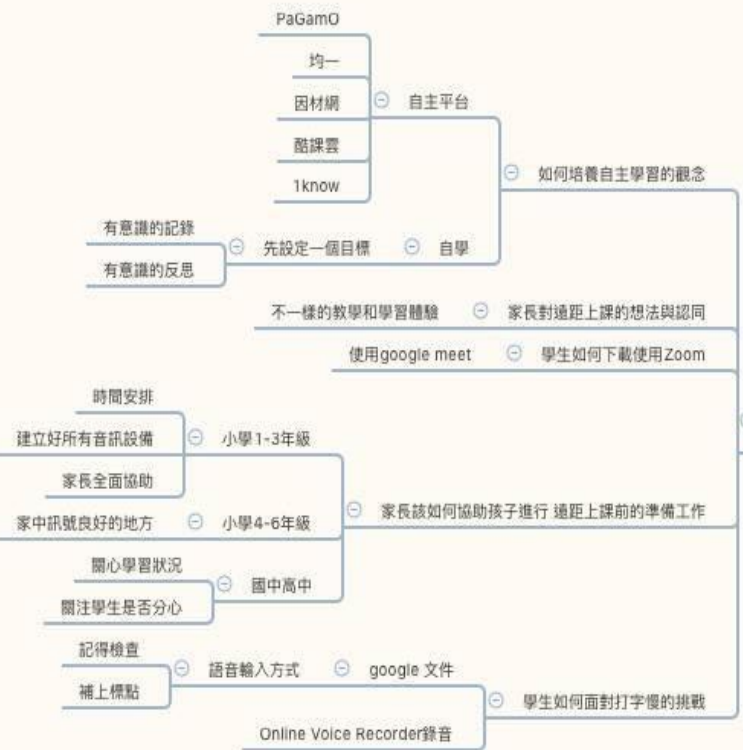 PaGamO
均一
因材網
自主平台
酷課雲
1know
如何培養自主學習的觀念
有意識的記錄
先設定一個目標
自學
有意識的反思
不一樣的教學和學習體驗
家長對遠距上課的想法與認同
使用google meet
學生如何下載使用Zoom
時間安排
建立好所有音訊設備
小學1-3年級
家長全面協助
家中訊號良好的地方
小學4-6年級
家長該如何協助孩子進行 遠距上課前的準備工作
關心學習狀況
國中高中
關注學生是否分心
記得檢查
語音輸入方式
google 文件
補上標點
學生如何面對打字慢的挑戰
Online Voice Recorder錄音